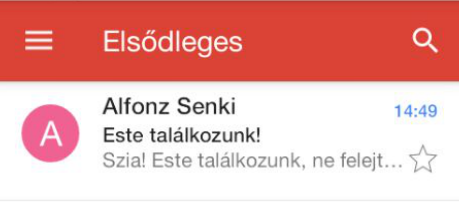 Elsődleges
A
Alfonz Senki 14:49
Este találkozunk!
Szia! Este találkozunk, ne felejt...